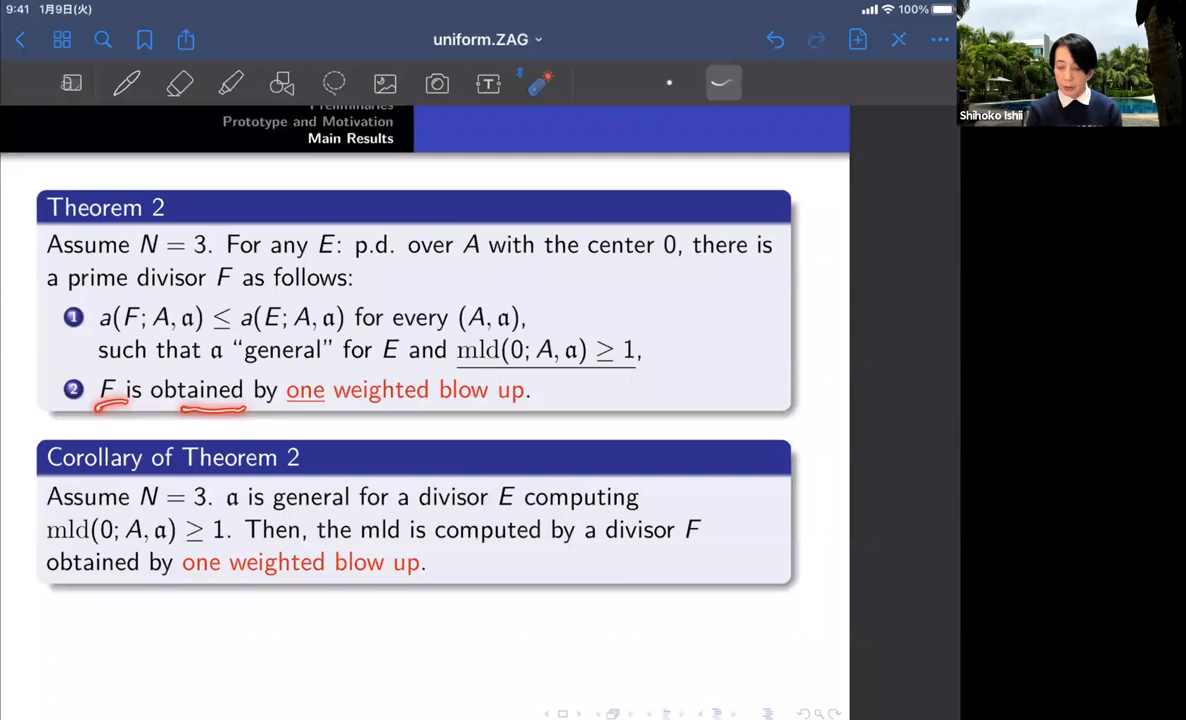 9:41 1月9日(火)
100%
uniform.ZAG
T
Shihoko Ishii
Preliminaries
Prototype and Motivation
Main Results
Theorem 2
Assume N = 3. For any E: p.d. over A with the center 0, there is
a prime divisor F as follows:
1 a(F; A, 𝔞) ≤ a(E; A, 𝔞) for every (A, 𝔞),
such that 𝔞 "general" for E and mld(0; A, 𝔞) ≥ 1,
2 F is obtained by one weighted blow up.
Corollary of Theorem 2
Assume N = 3. 𝔞 is general for a divisor E computing
mld(0; A, 𝔞) ≥ 1. Then, the mld is computed by a divisor F
obtained by one weighted blow up.